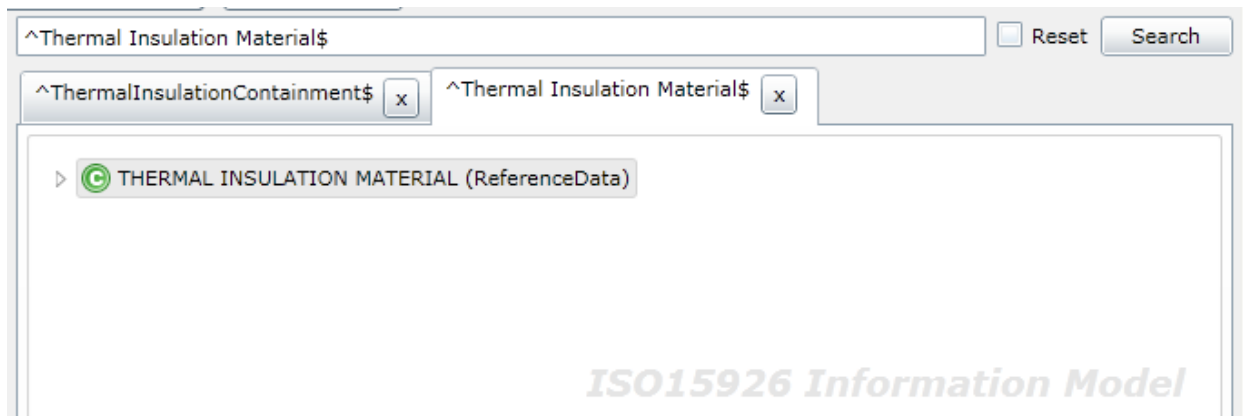 ^Thermal Insulation Material$
Reset
Search
^ThermalInsulationContainment$ x
^Thermal Insulation Material$ x
C THERMAL INSULATION MATERIAL (ReferenceData)
ISO15926 Information Model